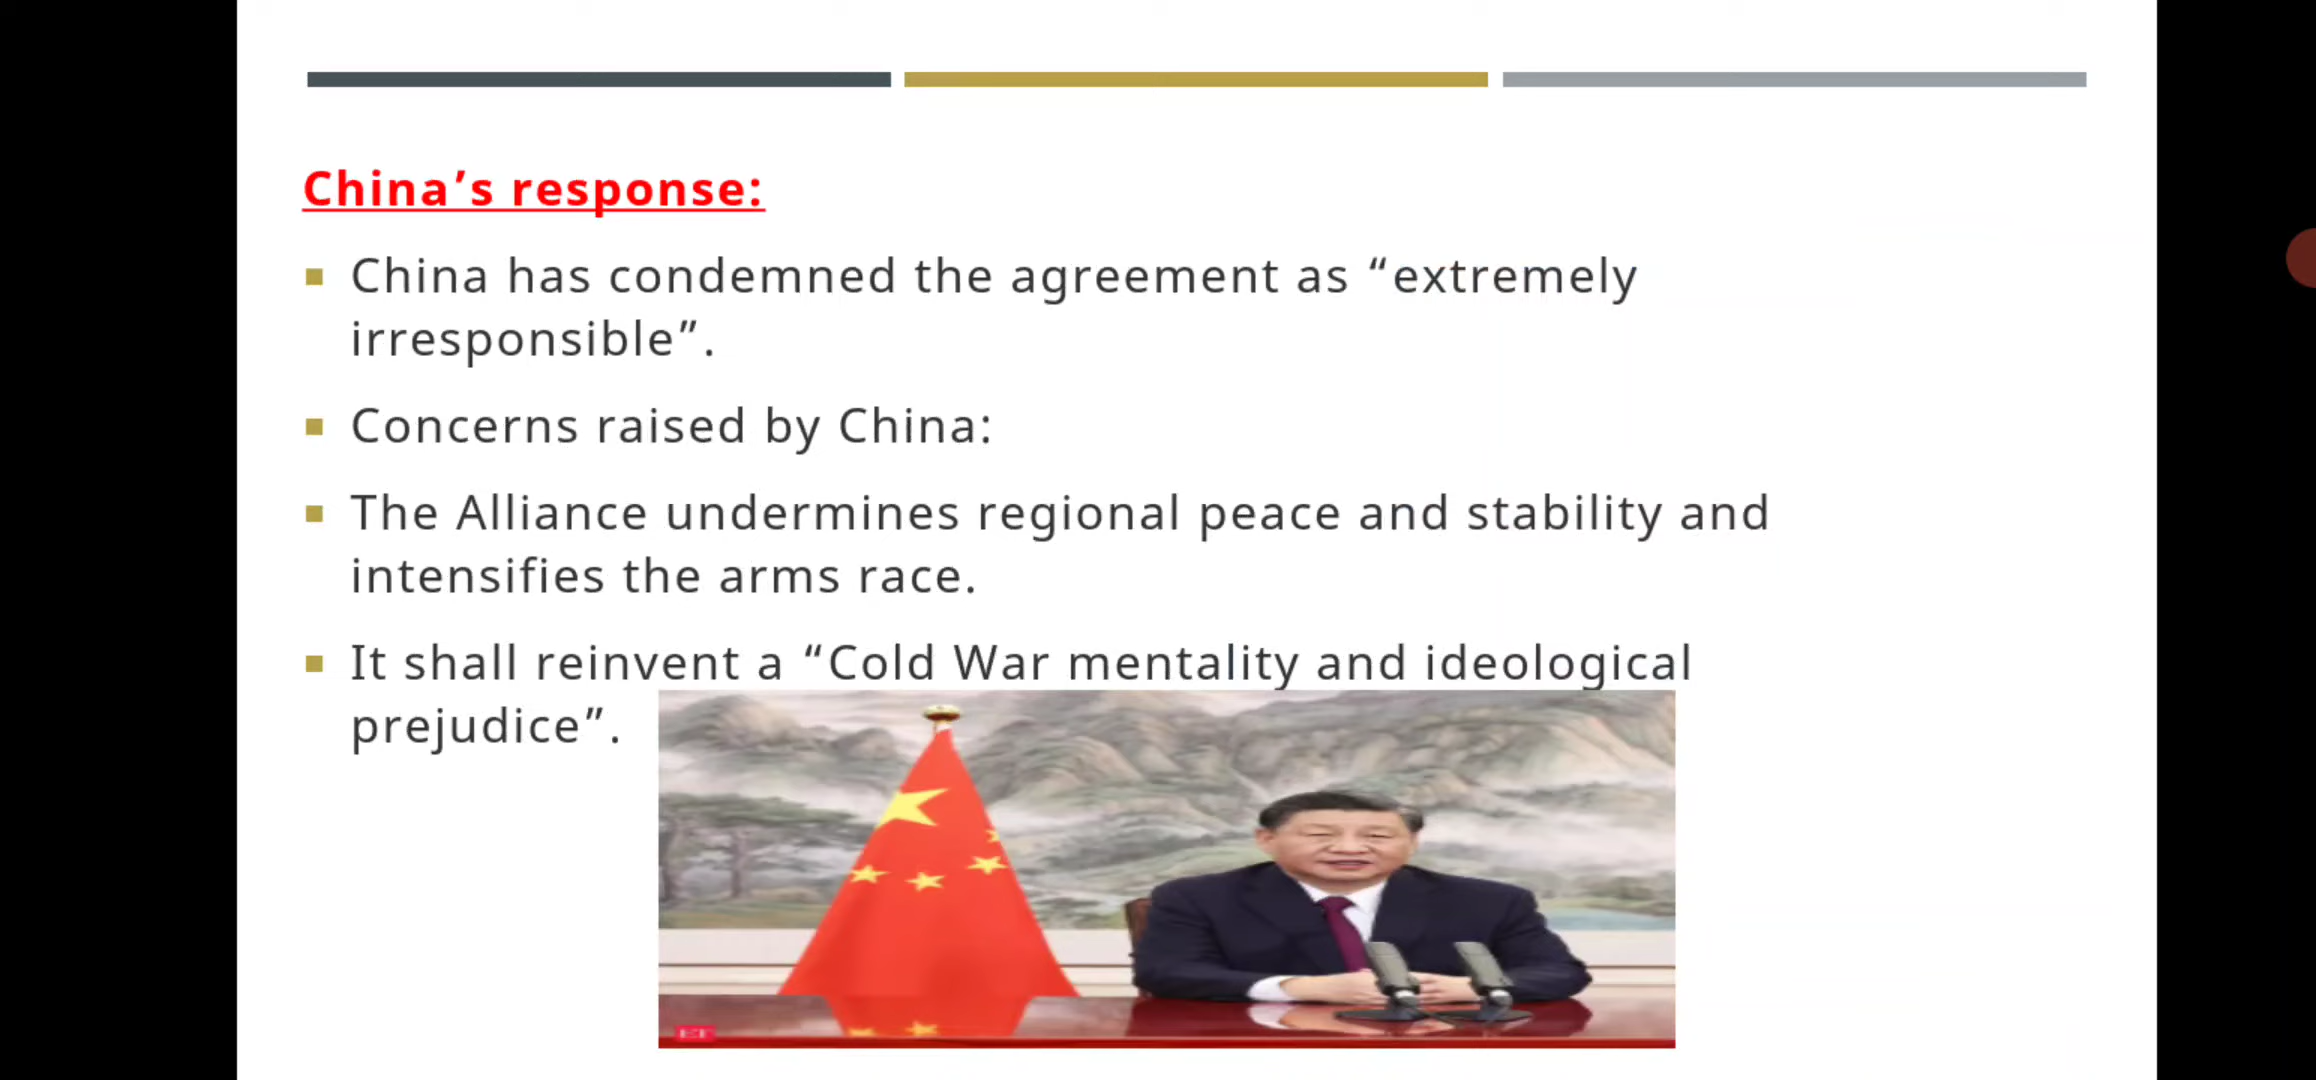 China’s response:
China has condemned the agreement as “extremely
irresponsible”.
Concerns raised by China:
The Alliance undermines regional peace and stability and
intensifies the arms race.
It shall reinvent a “Cold War mentality and ideological
prejudice”.
ET